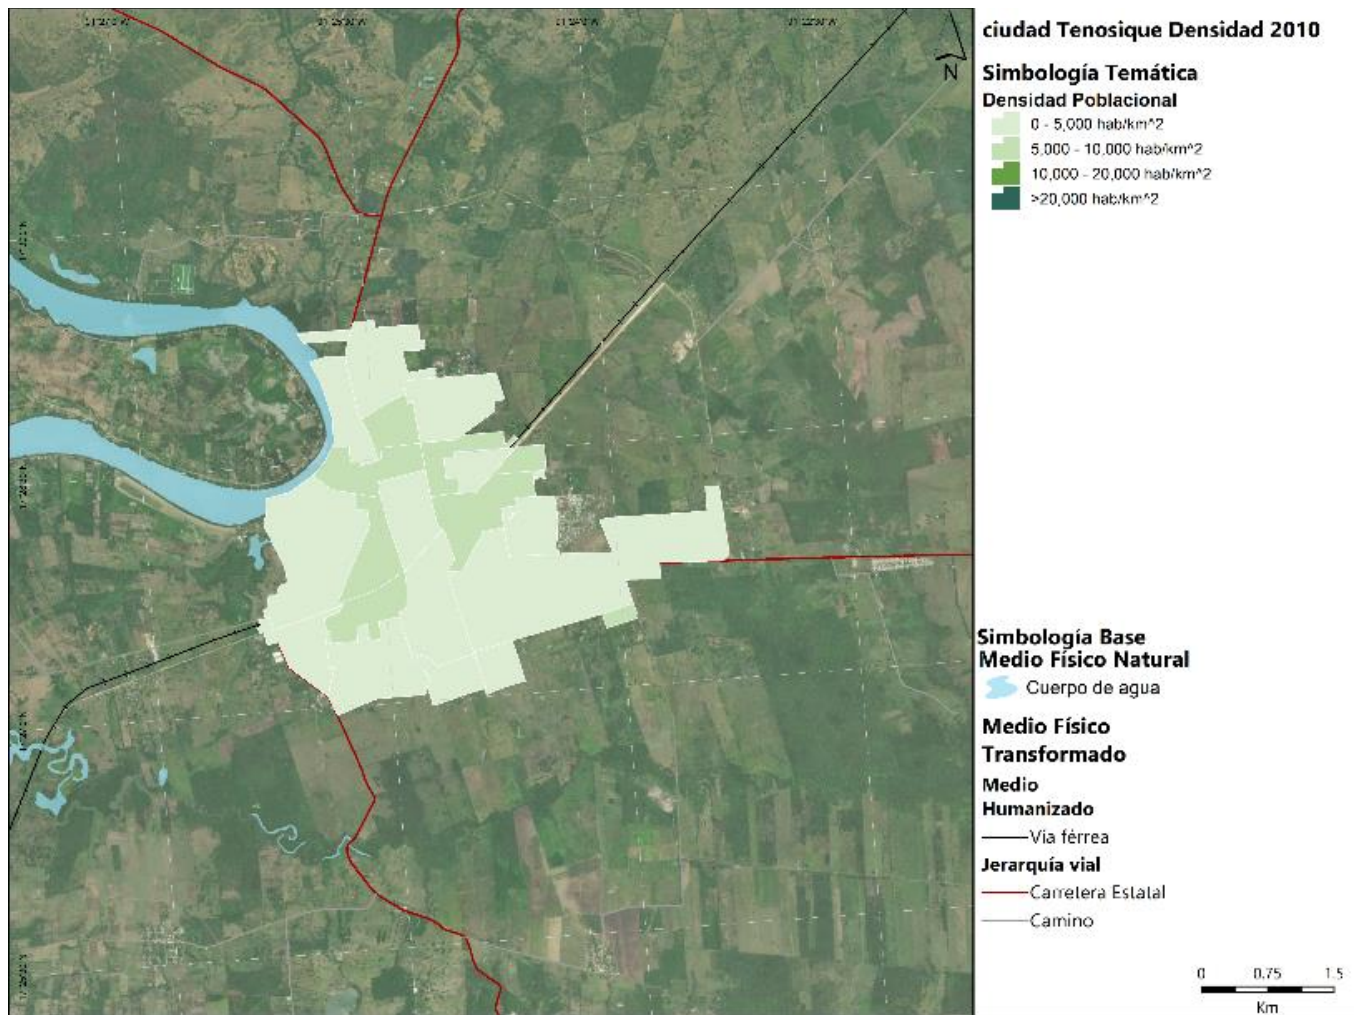 ciudad Tenosique Densidad 2010
N
Simbología Temática
Densidad Poblacional
0 - 5,000 hab/km^2
5,000 - 10,000 hab/km^2
10,000 - 20,000 hab/km^2
>20,000 hab/km^2
Simbología Base
Medio Físico Natural
Cuerpo de agua
Medio Físico
Transformado
Medio
Humanizado
Vía férrea
Jerarquía vial
Carretera Estatal
Camino
0 0.75 1.5
Km